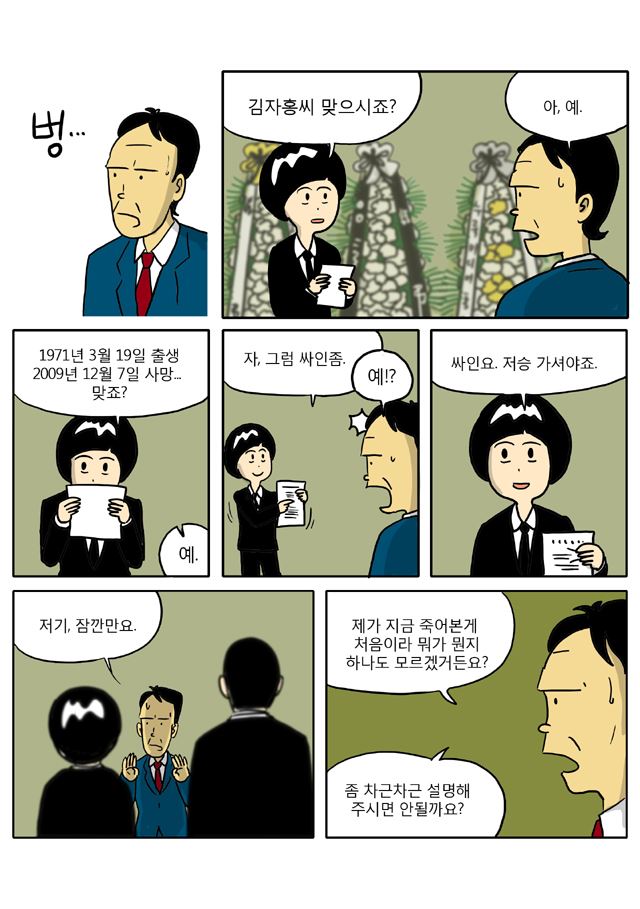 벙...
김자홍씨 맞으시죠?
아, 예.
1971년 3월 19일 출생
2009년 12월 7일 사망...
맞죠?
예.
자, 그럼 싸인좀.
예!?
싸인요. 저승 가셔야죠.
저기, 잠깐만요.
제가 지금 죽어본게
처음이라 뭐가 뭔지
하나도 모르겠거든요?
좀 차근차근 설명해
주시면 안될까요?